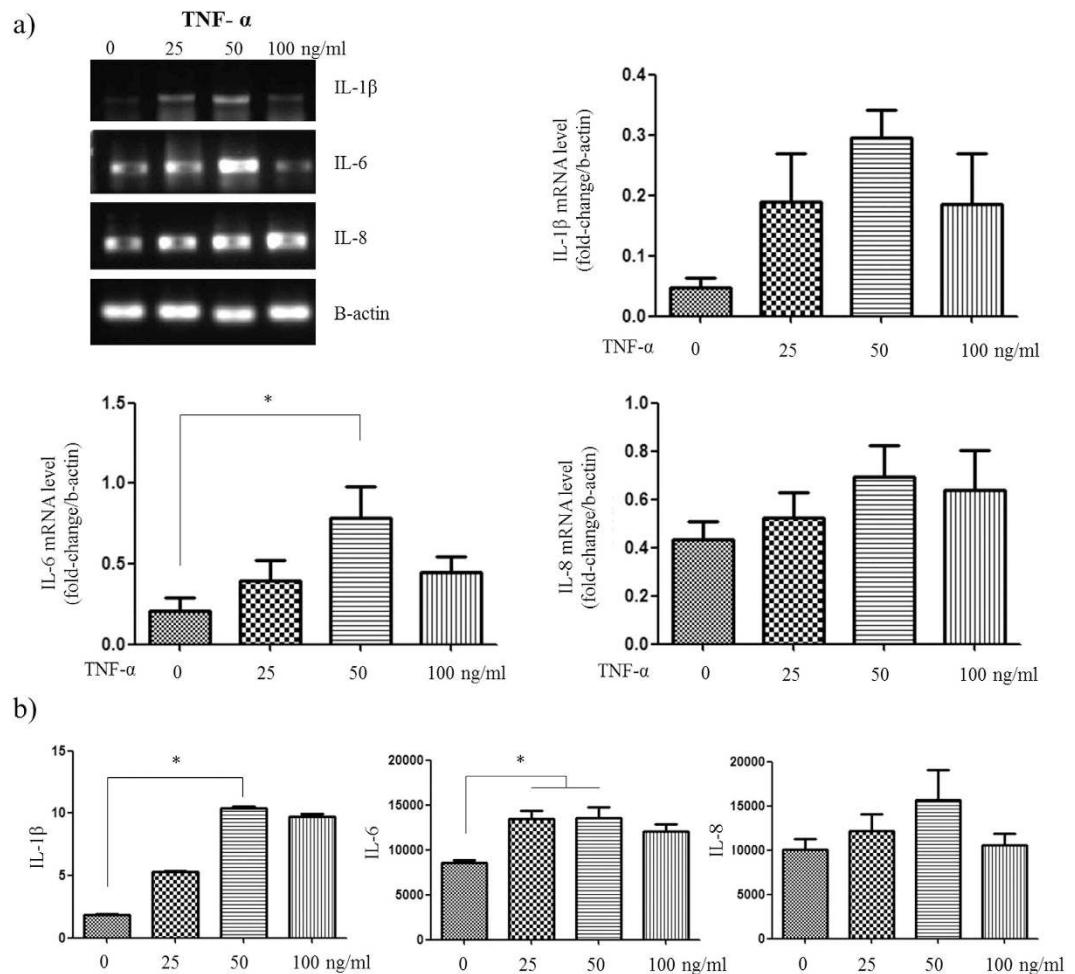 a)
TNF- α
0 25 50 100 ng/ml
IL-1β
IL-6
IL-8
B-actin
IL-1β mRNA level
(fold-change/b-actin)
0.4
0.3
0.2
0.1
0.0
TNF-α 0 25 50 100 ng/ml
IL-6 mRNA level
(fold-change/b-actin)
1.5
1.0
0.5
0.0
*
TNF-α 0 25 50 100 ng/ml
IL-8 mRNA level
(fold-change/b-actin)
1.0
0.8
0.6
0.4
0.2
0.0
TNF-α 0 25 50 100 ng/ml
b)
IL-1β
15
10
5
0
*
0 25 50 100 ng/ml
IL-6
20000
15000
10000
5000
0
*
0 25 50 100 ng/ml
IL-8
20000
15000
10000
5000
0
0 25 50 100 ng/ml